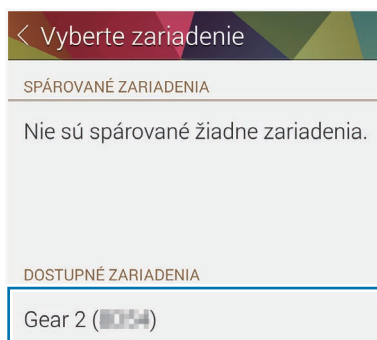 < Vyberte zariadenie
SPÁROVANÉ ZARIADENIA
Nie sú spárované žiadne zariadenia.
DOSTUPNÉ ZARIADENIA
Gear 2 ()